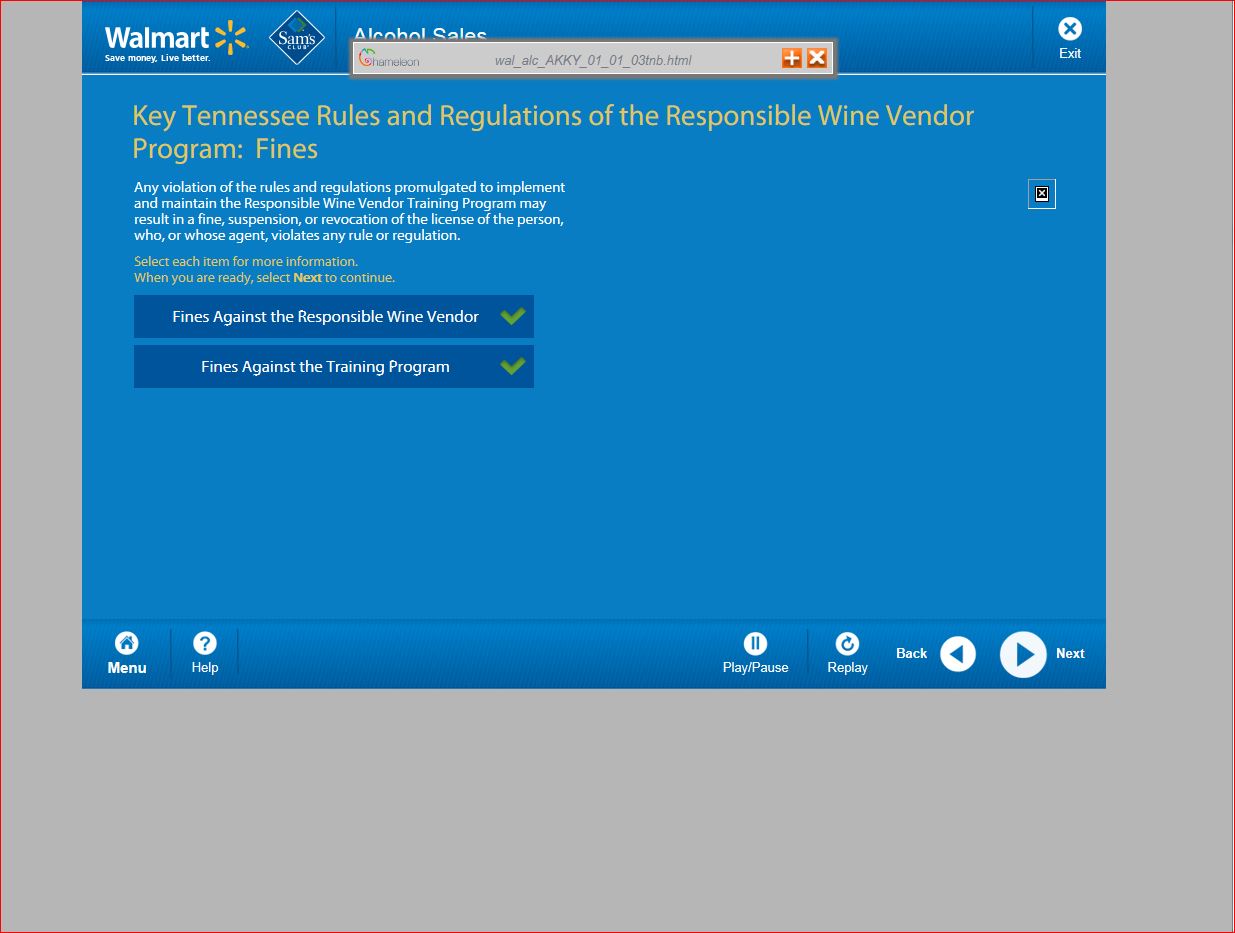 Walmart
Save money, Live better.
Sam's
CLUB
Alcohol Sales
Exit
Chameleon
wal_alc_AKKY_01_01_03tnb.html
Key Tennessee Rules and Regulations of the Responsible Wine Vendor
Program: Fines
Any violation of the rules and regulations promulgated to implement
and maintain the Responsible Wine Vendor Training Program may
result in a fine, suspension, or revocation of the license of the person,
who, or whose agent, violates any rule or regulation.
Select each item for more information.
When you are ready, select Next to continue.
Fines Against the Responsible Wine Vendor
Fines Against the Training Program
Menu
Help
Play/Pause
Replay
Back
Next